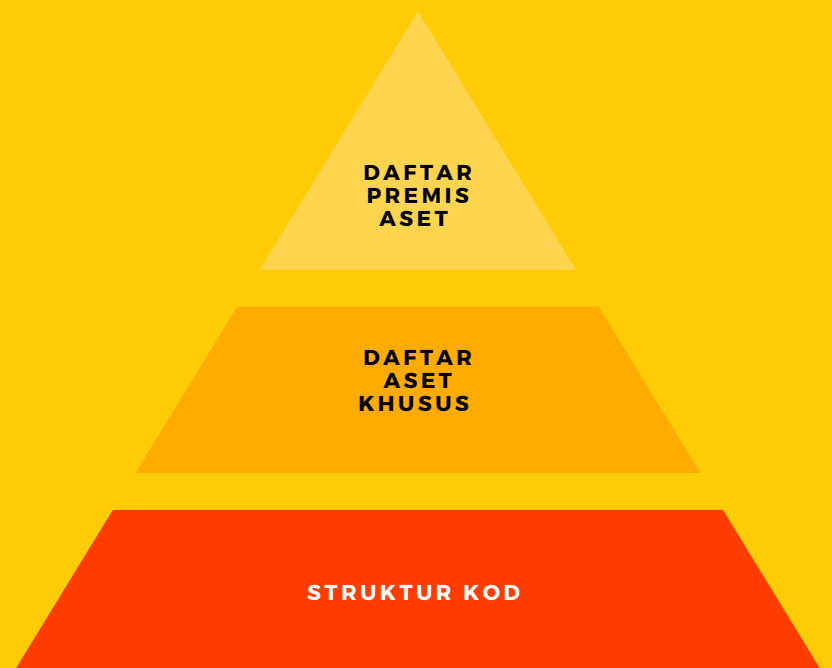 DAFTAR
PREMIS
ASET
DAFTAR
ASET
KHUSUS
STRUKTUR KOD